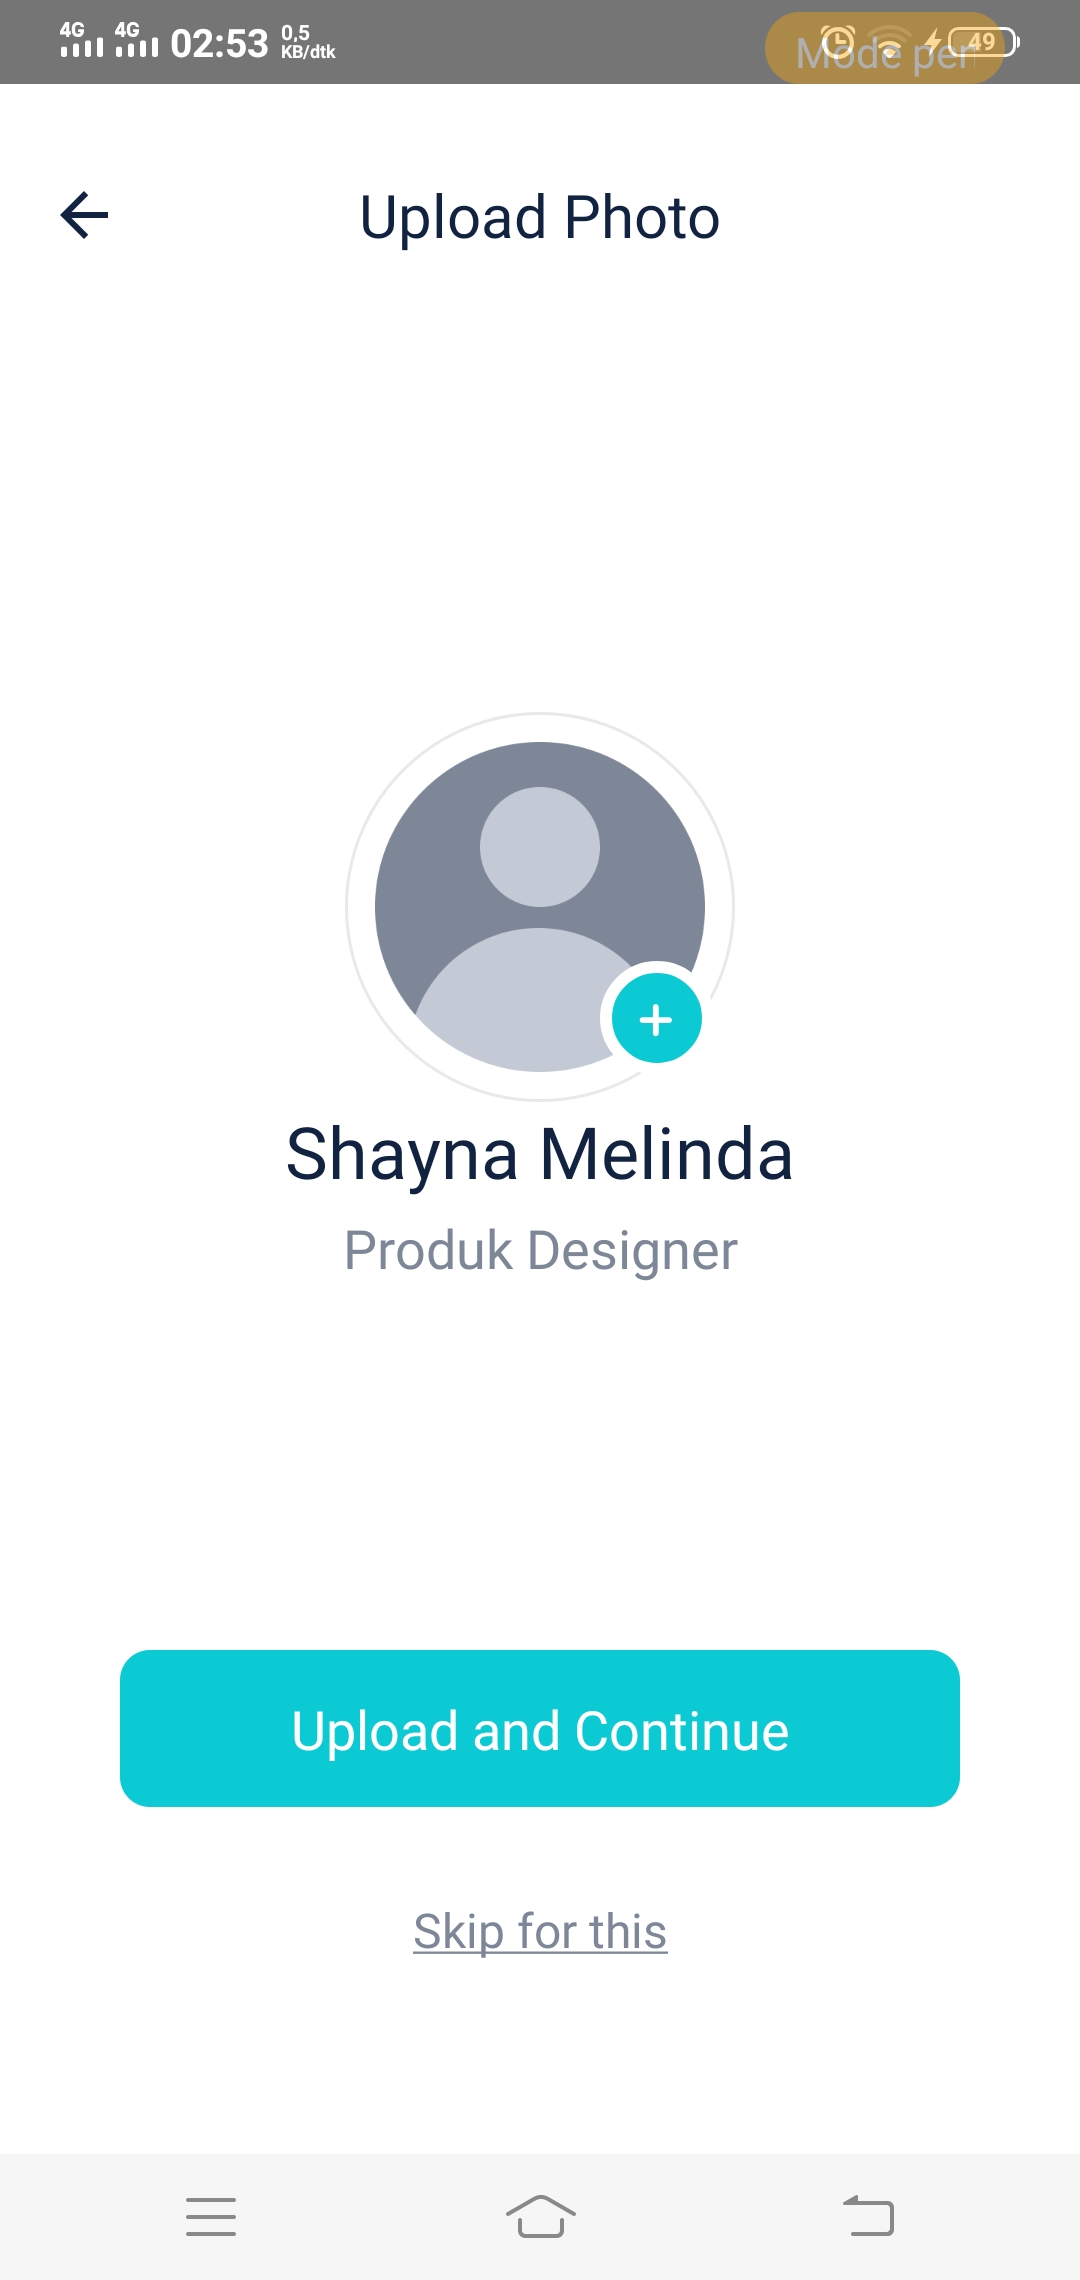 4G 4G 02:53 0,5 KB/dtk Mode per 49
Upload Photo
Shayna Melinda
Produk Designer
Upload and Continue
Skip for this